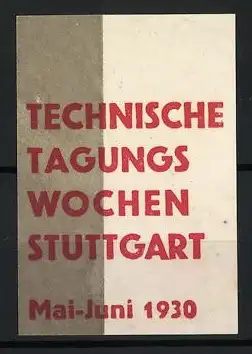 TECHNISCHE
TAGUNGS
WOCHEN
STUTTGART
Mai-Juni 1930